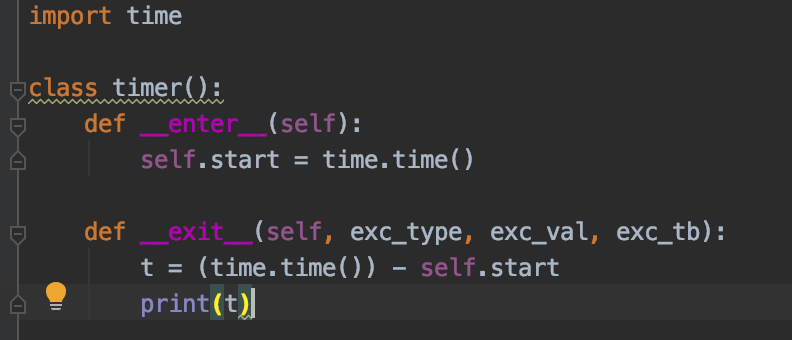 import time
class timer():
def __enter__(self):
self.start = time.time()
def __exit__(self, exc_type, exc_val, exc_tb):
t = (time.time()) - self.start
print(t)